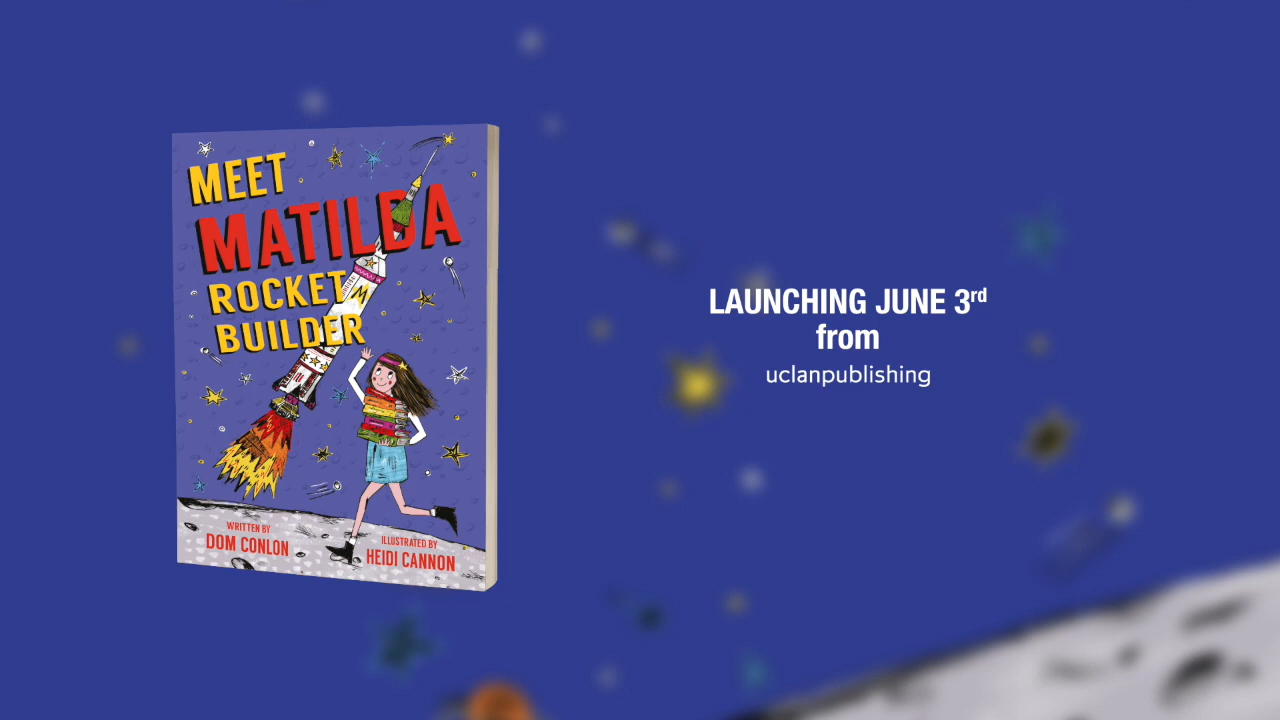 MEET
MATILDA
ROCKET
BUILDER
WRITTEN BY
DOM CONLON
ILLUSTRATED BY
HEIDI CANNON
LAUNCHING JUNE 3rd
from
uclanpublishing